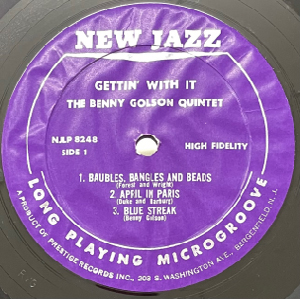 NEW JAZZ
GETTIN' WITH IT
THE BENNY GOLSON QUINTET
NJLP 8248
SIDE 1
HIGH FIDELITY
1. BAUBLES, BANGLES AND BEADS
(Forest and Wright)
2. APRIL IN PARIS
(Duke and Harburg)
3. BLUE STREAK
(Benny Golson)
LONG PLAYING MICROGROOVE
A PRODUCT OF PRESTIGE RECORDS INC., 203 S. WASHINGTON AVE., BERGENFIELD, N.J.